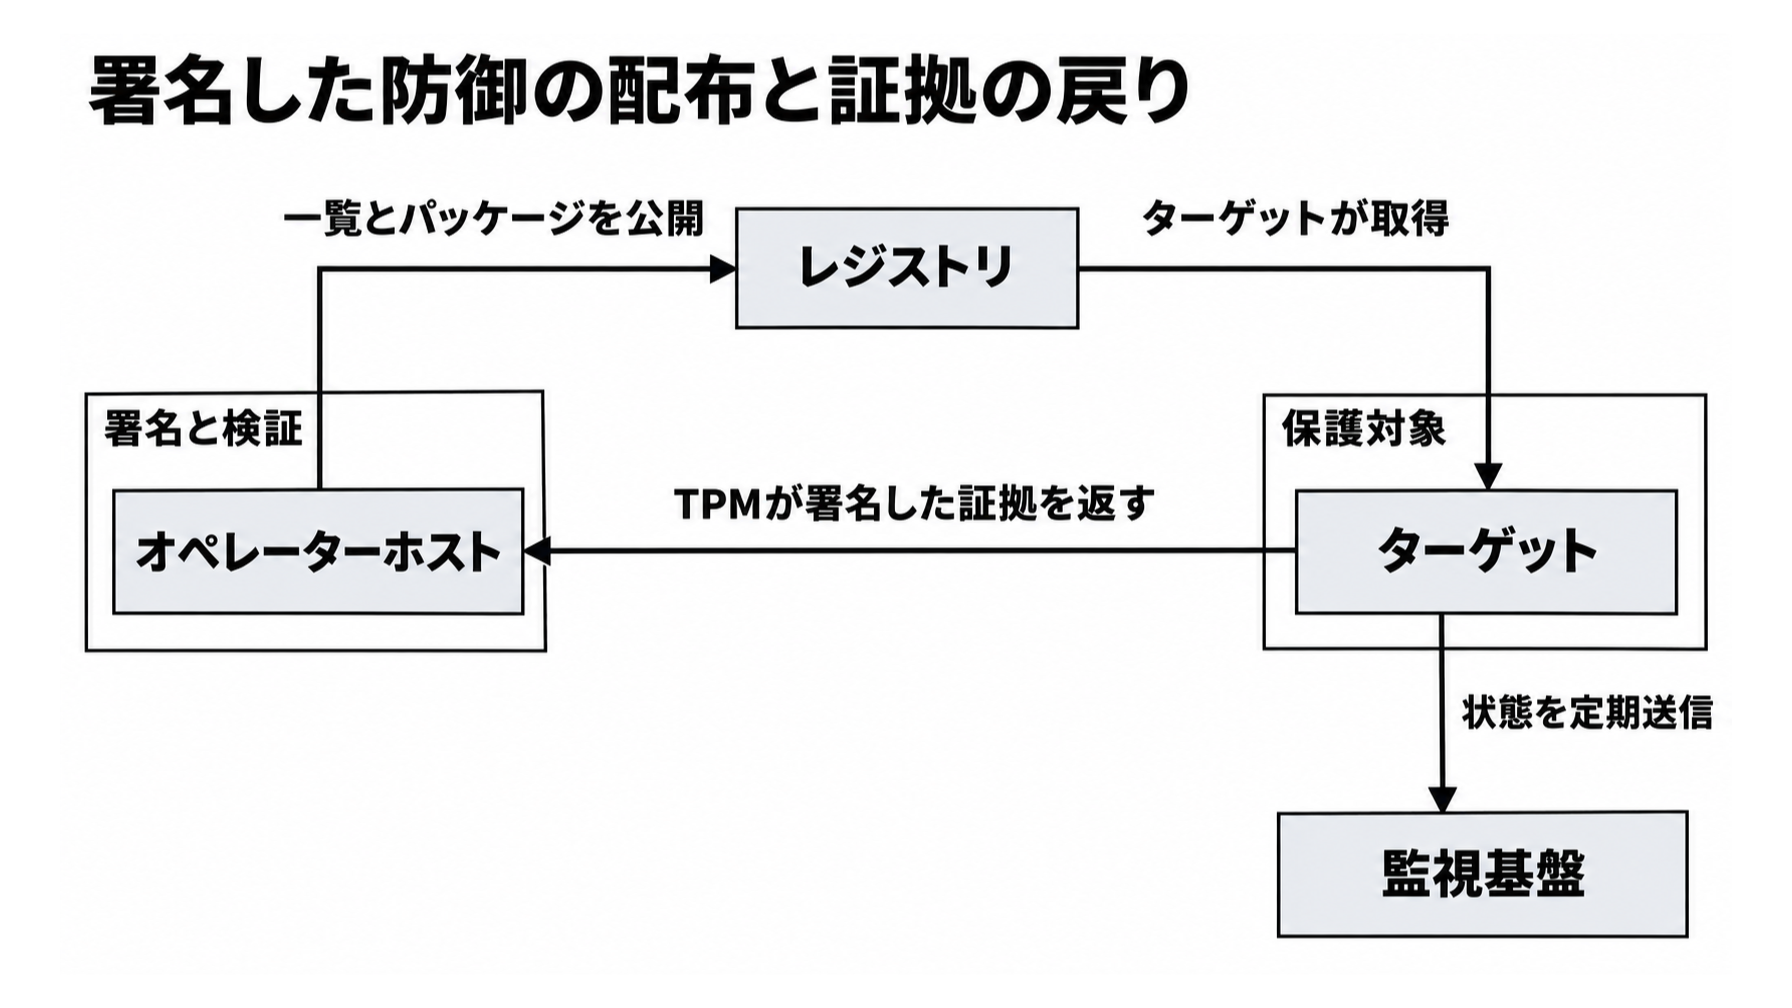 署名した防御の配布と証拠の戻り
一覧とパッケージを公開
レジストリ
ターゲットが取得
署名と検証
オペレーターホスト
TPMが署名した証拠を返す
保護対象
ターゲット
状態を定期送信
監視基盤